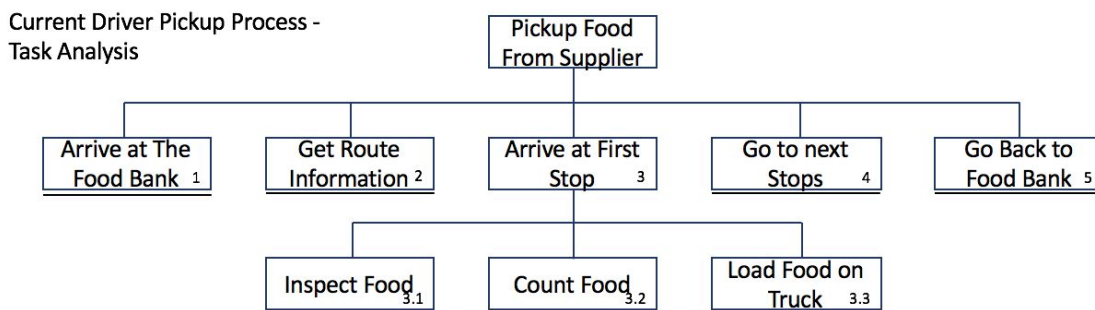 Current Driver Pickup Process -
Task Analysis
Pickup Food
From Supplier
Arrive at The
Food Bank 1
Get Route
Information 2
Arrive at First
Stop 3
Go to next
Stops 4
Go Back to
Food Bank 5
Inspect Food 3.1
Count Food 3.2
Load Food on
Truck 3.3